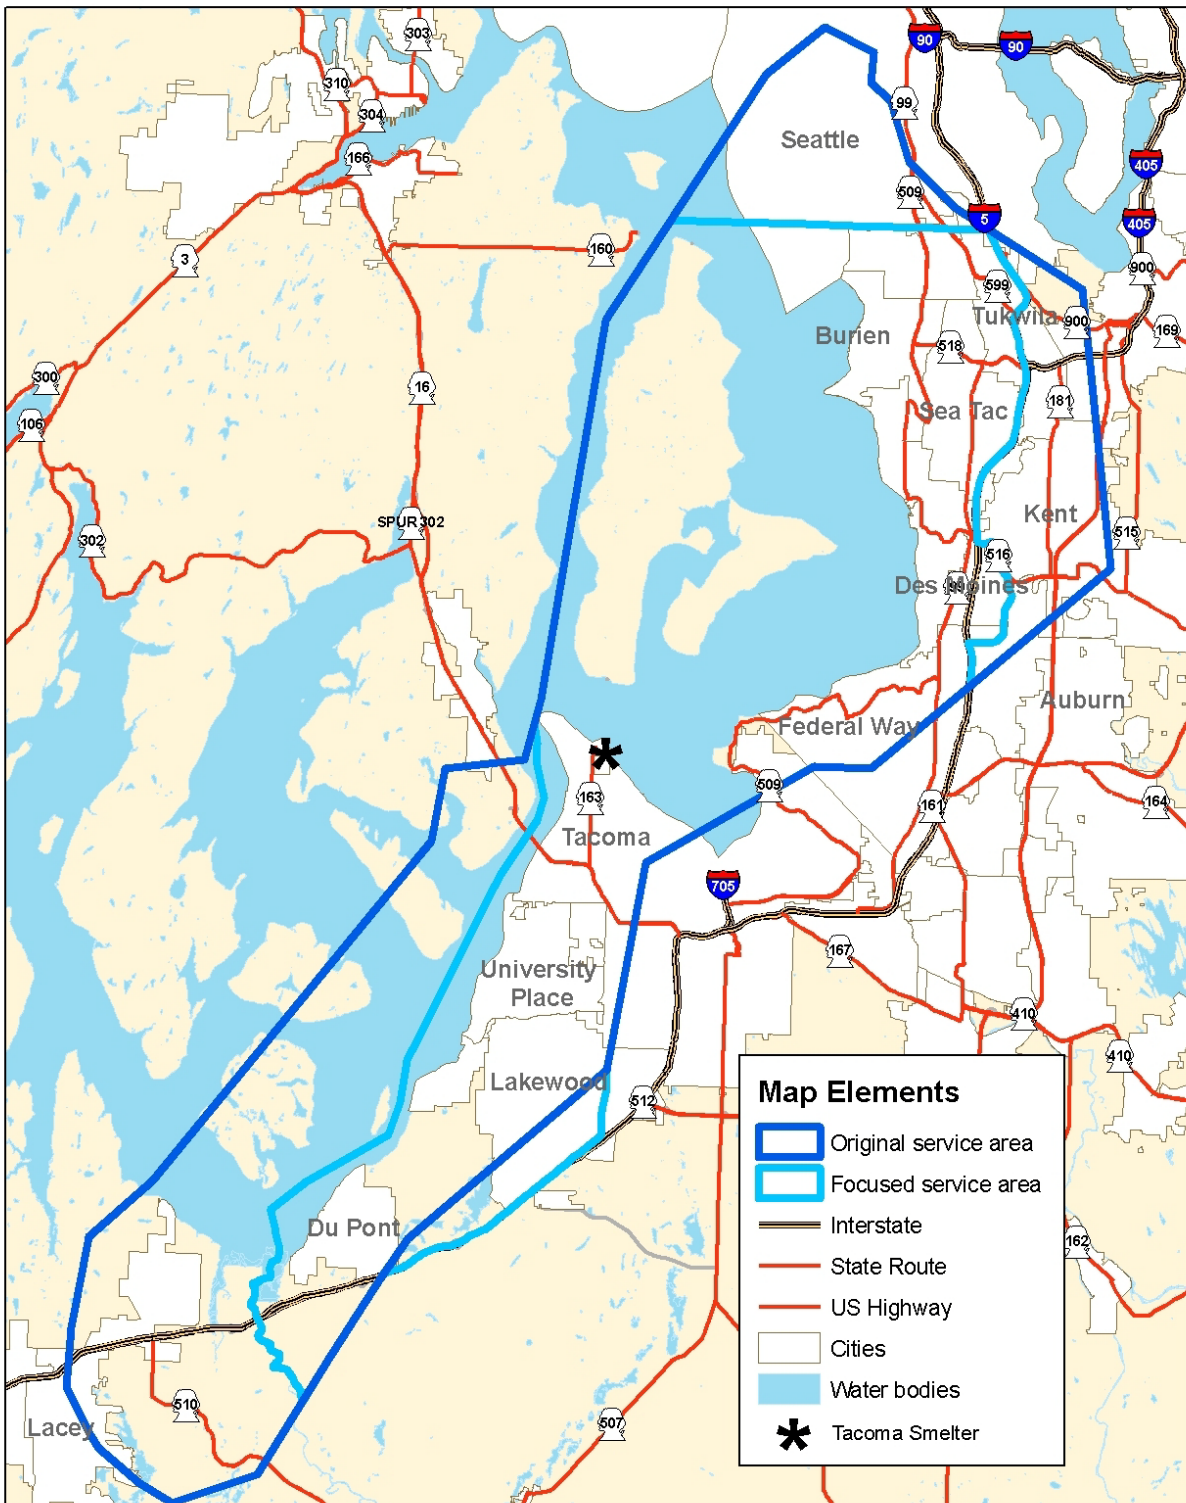 303
90
90
310
99
304
Seattle
166
405
509
5
405
160
3
900
599
Tukwila
900
Burien
169
518
300
16
181
Sea Tac
106
Kent
SPUR 302
515
302
516
99
Des Moines
Auburn
Federal Way
509
163
161
164
Tacoma
705
167
University
Place
410
410
Lakewood
512
Du Pont
162
510
Lacey
507
Map Elements
Original service area
Focused service area
Interstate
State Route
US Highway
Cities
Water bodies
Tacoma Smelter